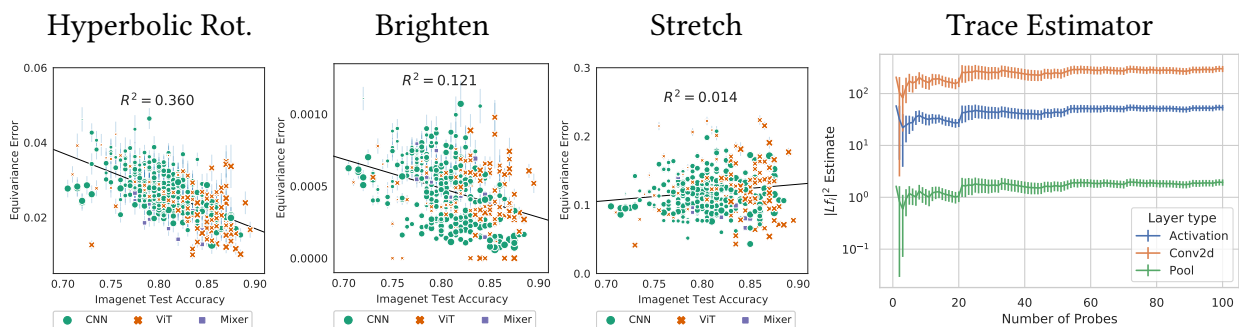 Hyperbolic Rot.
Equivariance Error
0.06
0.04
0.02
R² = 0.360
0.70 0.75 0.80 0.85 0.90
Imagenet Test Accuracy
CNN ViT Mixer
Brighten
Equivariance Error
0.0010
0.0005
0.0000
R² = 0.121
0.70 0.75 0.80 0.85 0.90
Imagenet Test Accuracy
CNN ViT Mixer
Stretch
Equivariance Error
0.3
0.2
0.1
0.0
R² = 0.014
0.70 0.75 0.80 0.85 0.90
Imagenet Test Accuracy
CNN ViT Mixer
Trace Estimator
|Lf|² Estimate
10²
10¹
10⁰
10⁻¹
Layer type
Activation
Conv2d
Pool
0 20 40 60 80 100
Number of Probes